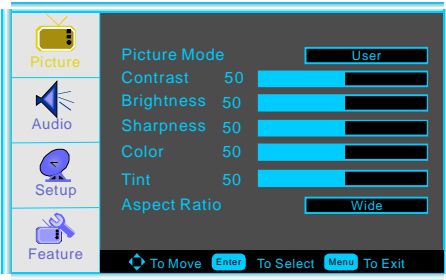 Picture
Audio
Setup
Feature
Picture Mode User
Contrast 50
Brightness 50
Sharpness 50
Color 50
Tint 50
Aspect Ratio Wide
To Move Enter To Select Menu To Exit